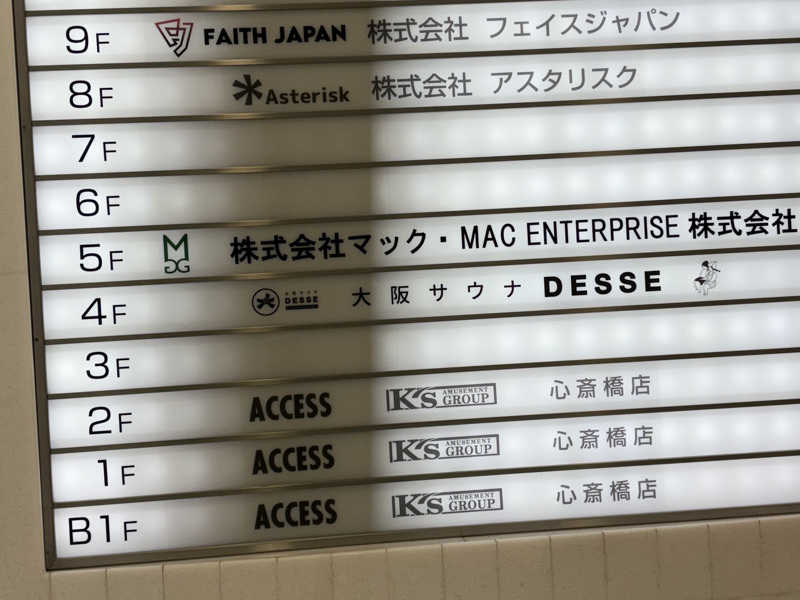 9F FAITH JAPAN 株式会社 フェイスジャパン
8F Asterisk 株式会社 アスタリスク
7F
6F
5F 株式会社マック・MAC ENTERPRISE 株式会社
4F DESSE 大阪サウナ DESSE
3F
2F ACCESS K's AMUSEMENT GROUP 心斎橋店
1F ACCESS K's AMUSEMENT GROUP 心斎橋店
B1F ACCESS K's AMUSEMENT GROUP 心斎橋店